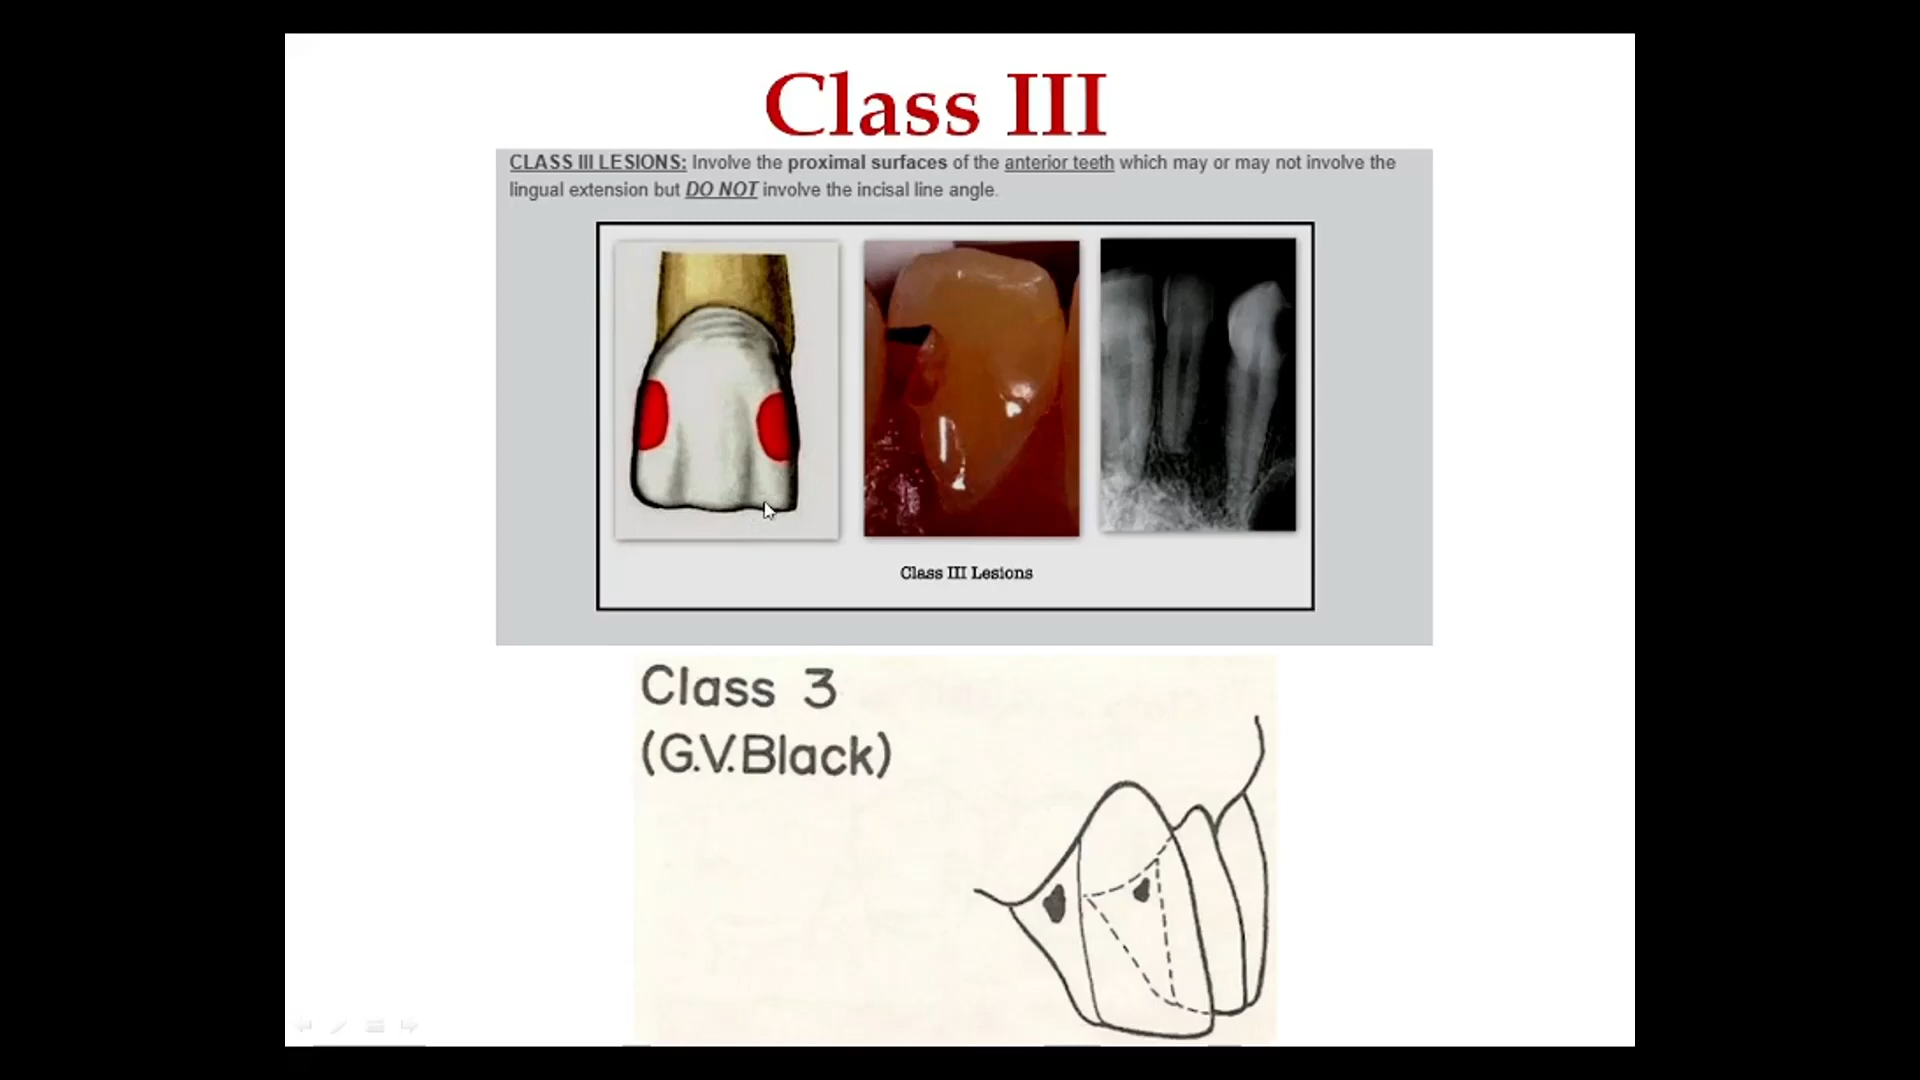 Class III
CLASS III LESIONS: Involve the proximal surfaces of the anterior teeth which may or may not involve the
lingual extension but DO NOT involve the incisal line angle.
Class III Lesions
Class 3
(G.V.Black)